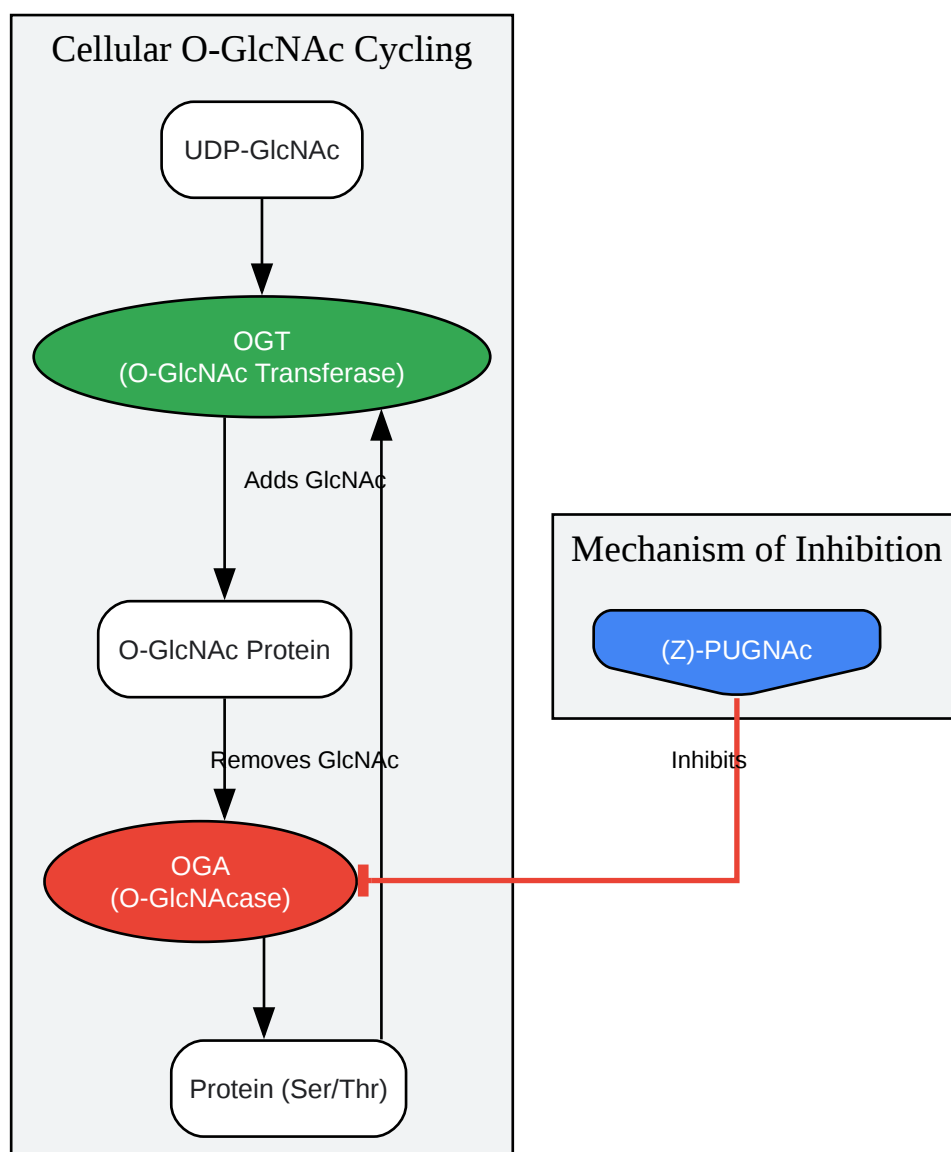 Cellular O-GlcNAc Cycling
UDP-GlcNAc
OGT
(O-GlcNAc Transferase)
Adds GlcNAc
O-GlcNAc Protein
Removes GlcNAc
OGA
(O-GlcNAcase)
Protein (Ser/Thr)
Mechanism of Inhibition
(Z)-PUGNAc
Inhibits